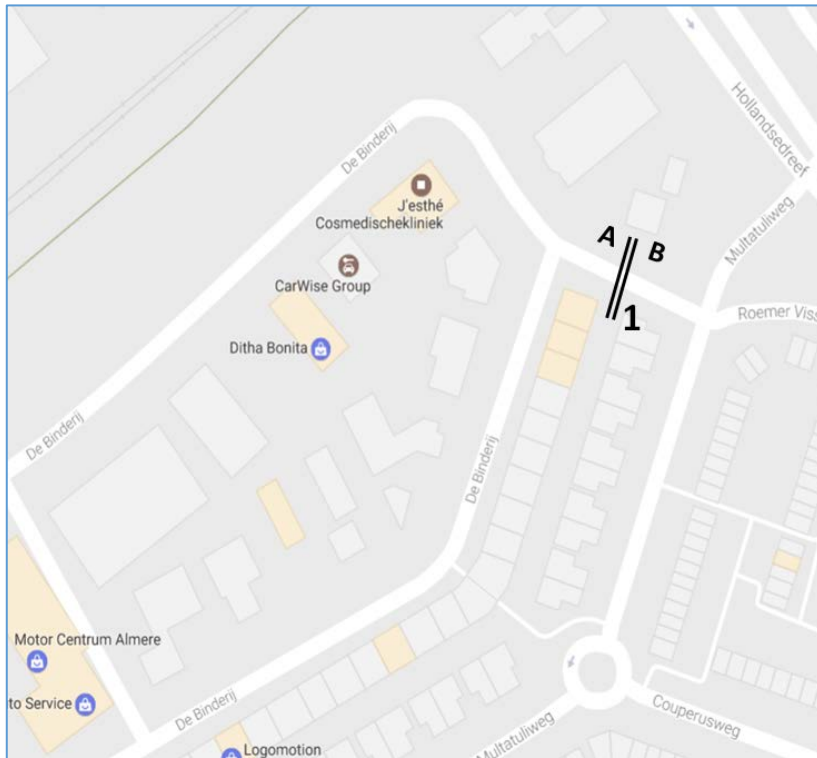 Hollandsedreef
De Binderij
Multatuliweg
J'esthé
Cosmedischekliniek
A
B
CarWise Group
1
Roemer Viss
Ditha Bonita
De Binderij
De Binderij
Motor Centrum Almere
to Service
De Binderij
Couperusweg
Multatuliweg
Logomotion